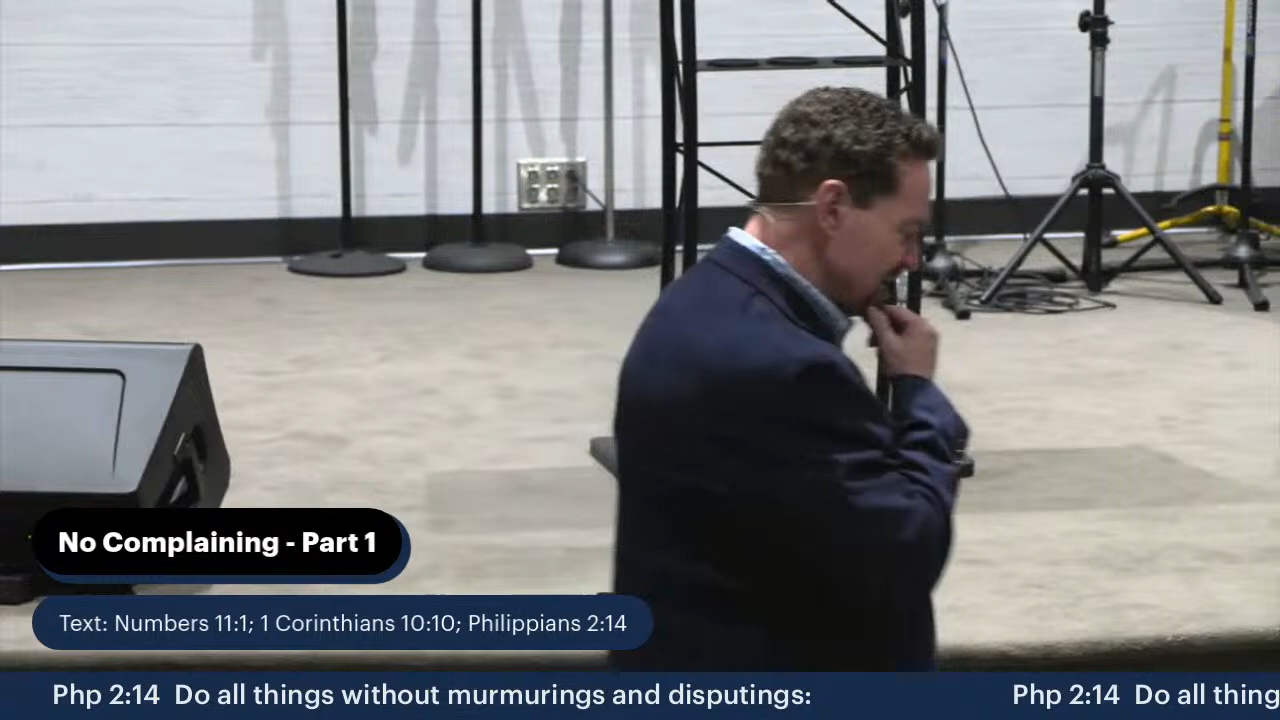 No Complaining - Part 1
Text: Numbers 11:1; 1 Corinthians 10:10; Philippians 2:14
Php 2:14 Do all things without murmurings and disputings: Php 2:14 Do all thing